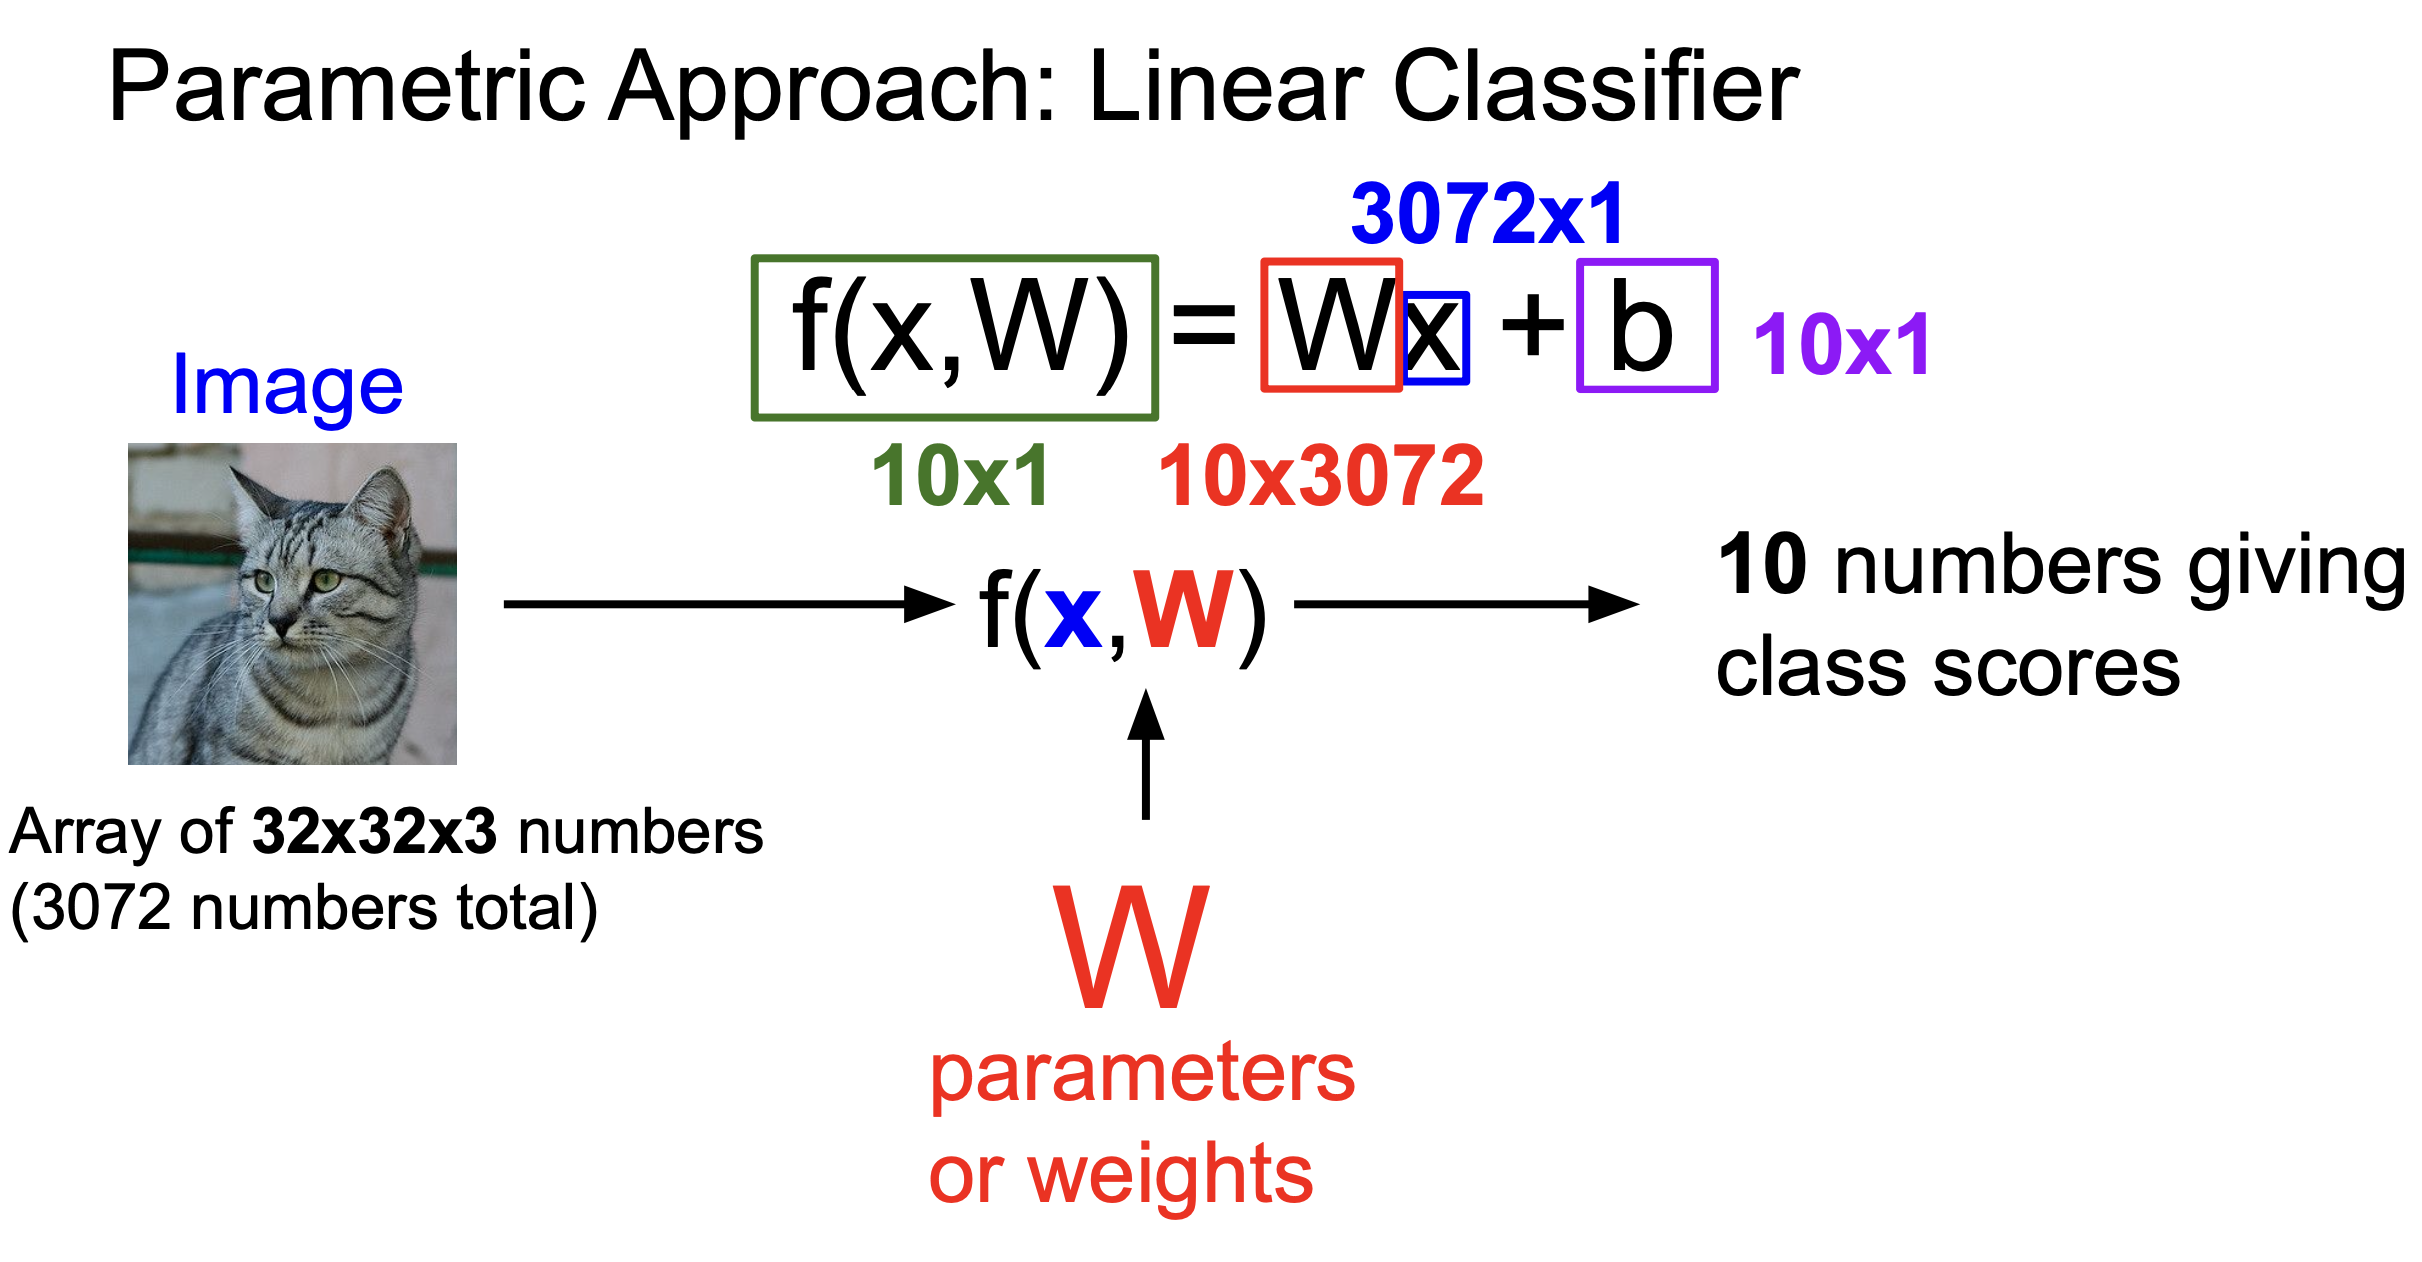 Parametric Approach: Linear Classifier
3072x1
f(x,W) = Wx + b 10x1
10x1 10x3072
Image
f(x,W)
10 numbers giving
class scores
Array of 32x32x3 numbers
(3072 numbers total)
W
parameters
or weights